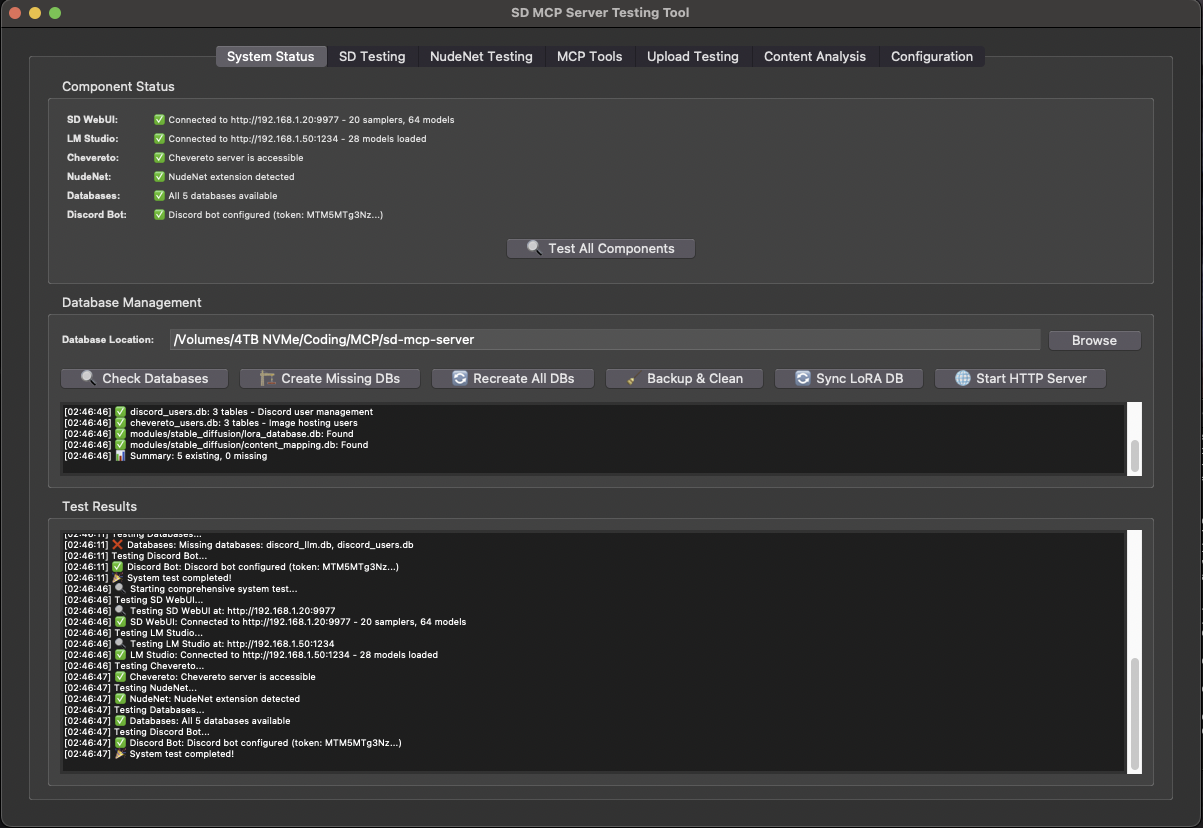 SD MCP Server Testing Tool
System Status SD Testing NudeNet Testing MCP Tools Upload Testing Content Analysis Configuration
Component Status
SD WebUI: ✅ Connected to http://192.168.1.20:9977 - 20 samplers, 64 models
LM Studio: ✅ Connected to http://192.168.1.50:1234 - 28 models loaded
Chevereto: ✅ Chevereto server is accessible
NudeNet: ✅ NudeNet extension detected
Databases: ✅ All 5 databases available
Discord Bot: ✅ Discord bot configured (token: MTM5MTg3Nz...)
🔍 Test All Components
Database Management
Database Location: /Volumes/4TB NVMe/Coding/MCP/sd-mcp-server Browse
🔍 Check Databases 🏗️ Create Missing DBs 🔄 Recreate All DBs 🧹 Backup & Clean 🔄 Sync LoRA DB 🌐 Start HTTP Server
[02:46:46] ✅ discord_users.db: 3 tables - Discord user management
[02:46:46] ✅ chevereto_users.db: 3 tables - Image hosting users
[02:46:46] ✅ modules/stable_diffusion/lora_database.db: Found
[02:46:46] ✅ modules/stable_diffusion/content_mapping.db: Found
[02:46:46] 📊 Summary: 5 existing, 0 missing
Test Results
[02:46:11] Testing Databases...
[02:46:11] ❌ Databases: Missing databases: discord_llm.db, discord_users.db
[02:46:11] Testing Discord Bot...
[02:46:11] ✅ Discord Bot: Discord bot configured (token: MTM5MTg3Nz...)
[02:46:11] 🎉 System test completed!
[02:46:46] 🔍 Starting comprehensive system test...
[02:46:46] Testing SD WebUI...
[02:46:46] 🔍 Testing SD WebUI at: http://192.168.1.20:9977
[02:46:46] ✅ SD WebUI: Connected to http://192.168.1.20:9977 - 20 samplers, 64 models
[02:46:46] Testing LM Studio...
[02:46:46] 🔍 Testing LM Studio at: http://192.168.1.50:1234
[02:46:46] ✅ LM Studio: Connected to http://192.168.1.50:1234 - 28 models loaded
[02:46:46] Testing Chevereto...
[02:46:47] ✅ Chevereto: Chevereto server is accessible
[02:46:47] Testing NudeNet...
[02:46:47] ✅ NudeNet: NudeNet extension detected
[02:46:47] Testing Databases...
[02:46:47] ✅ Databases: All 5 databases available
[02:46:47] Testing Discord Bot...
[02:46:47] ✅ Discord Bot: Discord bot configured (token: MTM5MTg3Nz...)
[02:46:47] 🎉 System test completed!